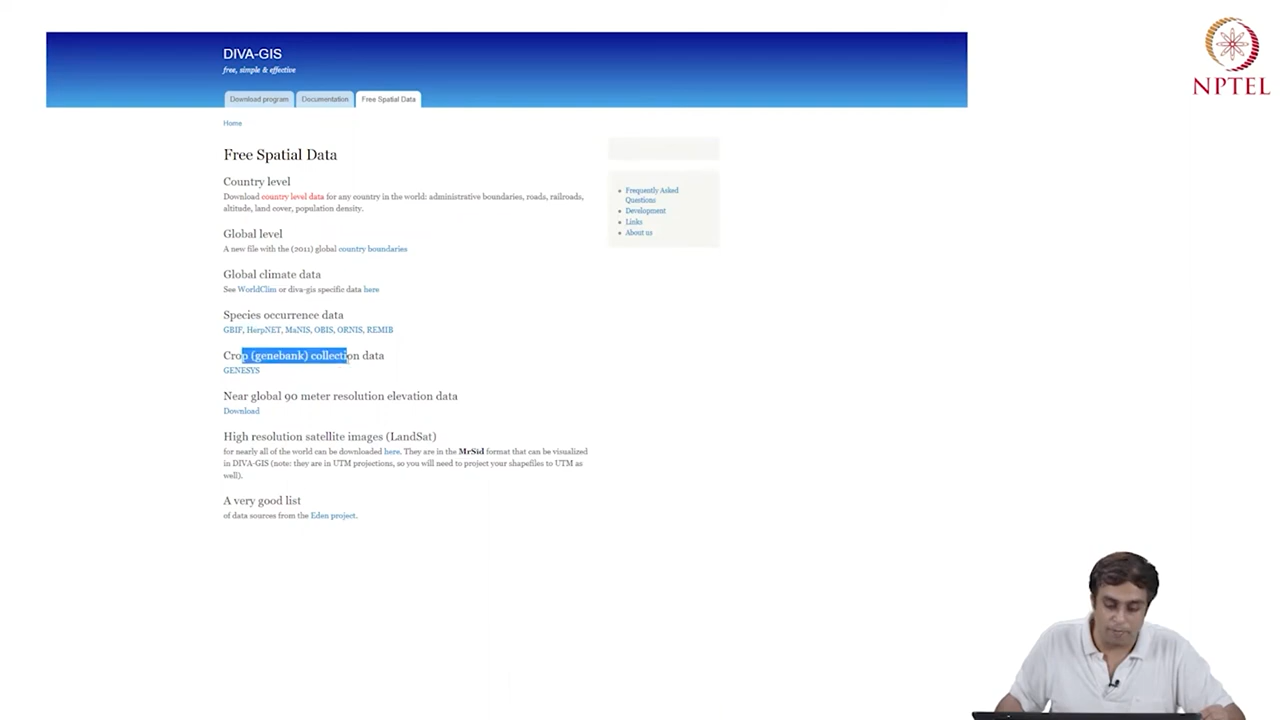 DIVA-GIS
free, simple & effective
Download program
Documentation
Free Spatial Data
Home
Free Spatial Data
Country level
Download country level data for any country in the world: administrative boundaries, roads, railroads,
altitude, land cover, population density.
Global level
A new file with the (2011) global country boundaries
Global climate data
See WorldClim or diva-gis specific data here
Species occurrence data
GBIF, HerpNET, MaNIS, OBIS, ORNIS, REMIB
Crop (genebank) collection data
GENESYS
Near global 90 meter resolution elevation data
Download
High resolution satellite images (LandSat)
for nearly all of the world can be downloaded here. They are in the MrSid format that can be visualized
in DIVA-GIS (note: they are in UTM projections, so you will need to project your shapefiles to UTM as
well).
A very good list
of data sources from the Eden project.
Frequently Asked
Questions
Development
Links
About us
NPTEL